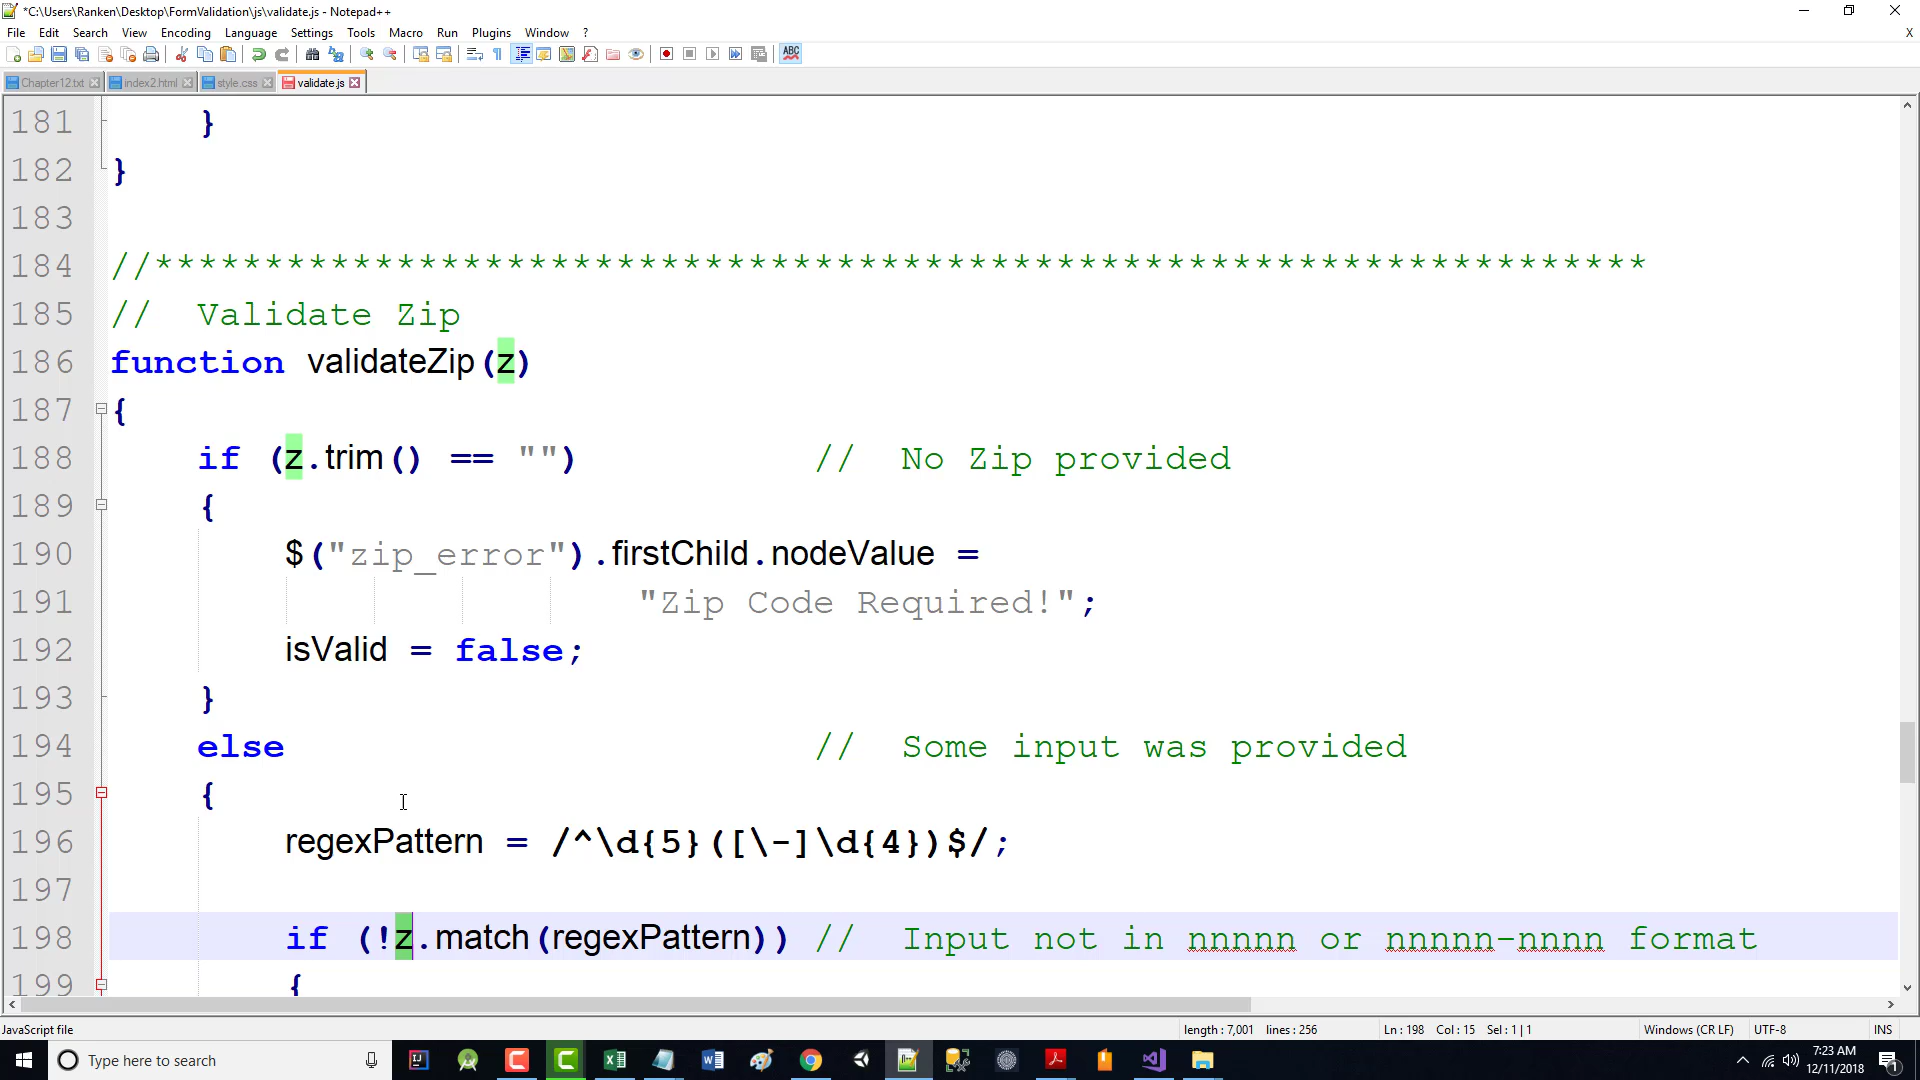 *C:\Users\Ranken\Desktop\FormValidation\js\validate.js - Notepad++
File Edit Search View Encoding Language Settings Tools Macro Run Plugins Window ? X
ABC
Chapter12.txt index2.html style.css validate.js
181 }
182 }
183
184 //********************************************************************
185 // Validate Zip
186 function validateZip(z)
187 {
188 if (z.trim() == "") // No Zip provided
189 {
190 $("zip_error").firstChild.nodeValue =
191 "Zip Code Required!";
192 isValid = false;
193 }
194 else // Some input was provided
195 {
196 regexPattern = /^\d{5}([\-]\d{4})$/;
197
198 if (!z.match(regexPattern)) // Input not in nnnnn or nnnnn-nnnn format
199 {
JavaScript file length : 7,001 lines : 256 Ln : 198 Col : 15 Sel : 1 | 1 Windows (CR LF) UTF-8 INS
Type here to search 7:23 AM
12/11/2018